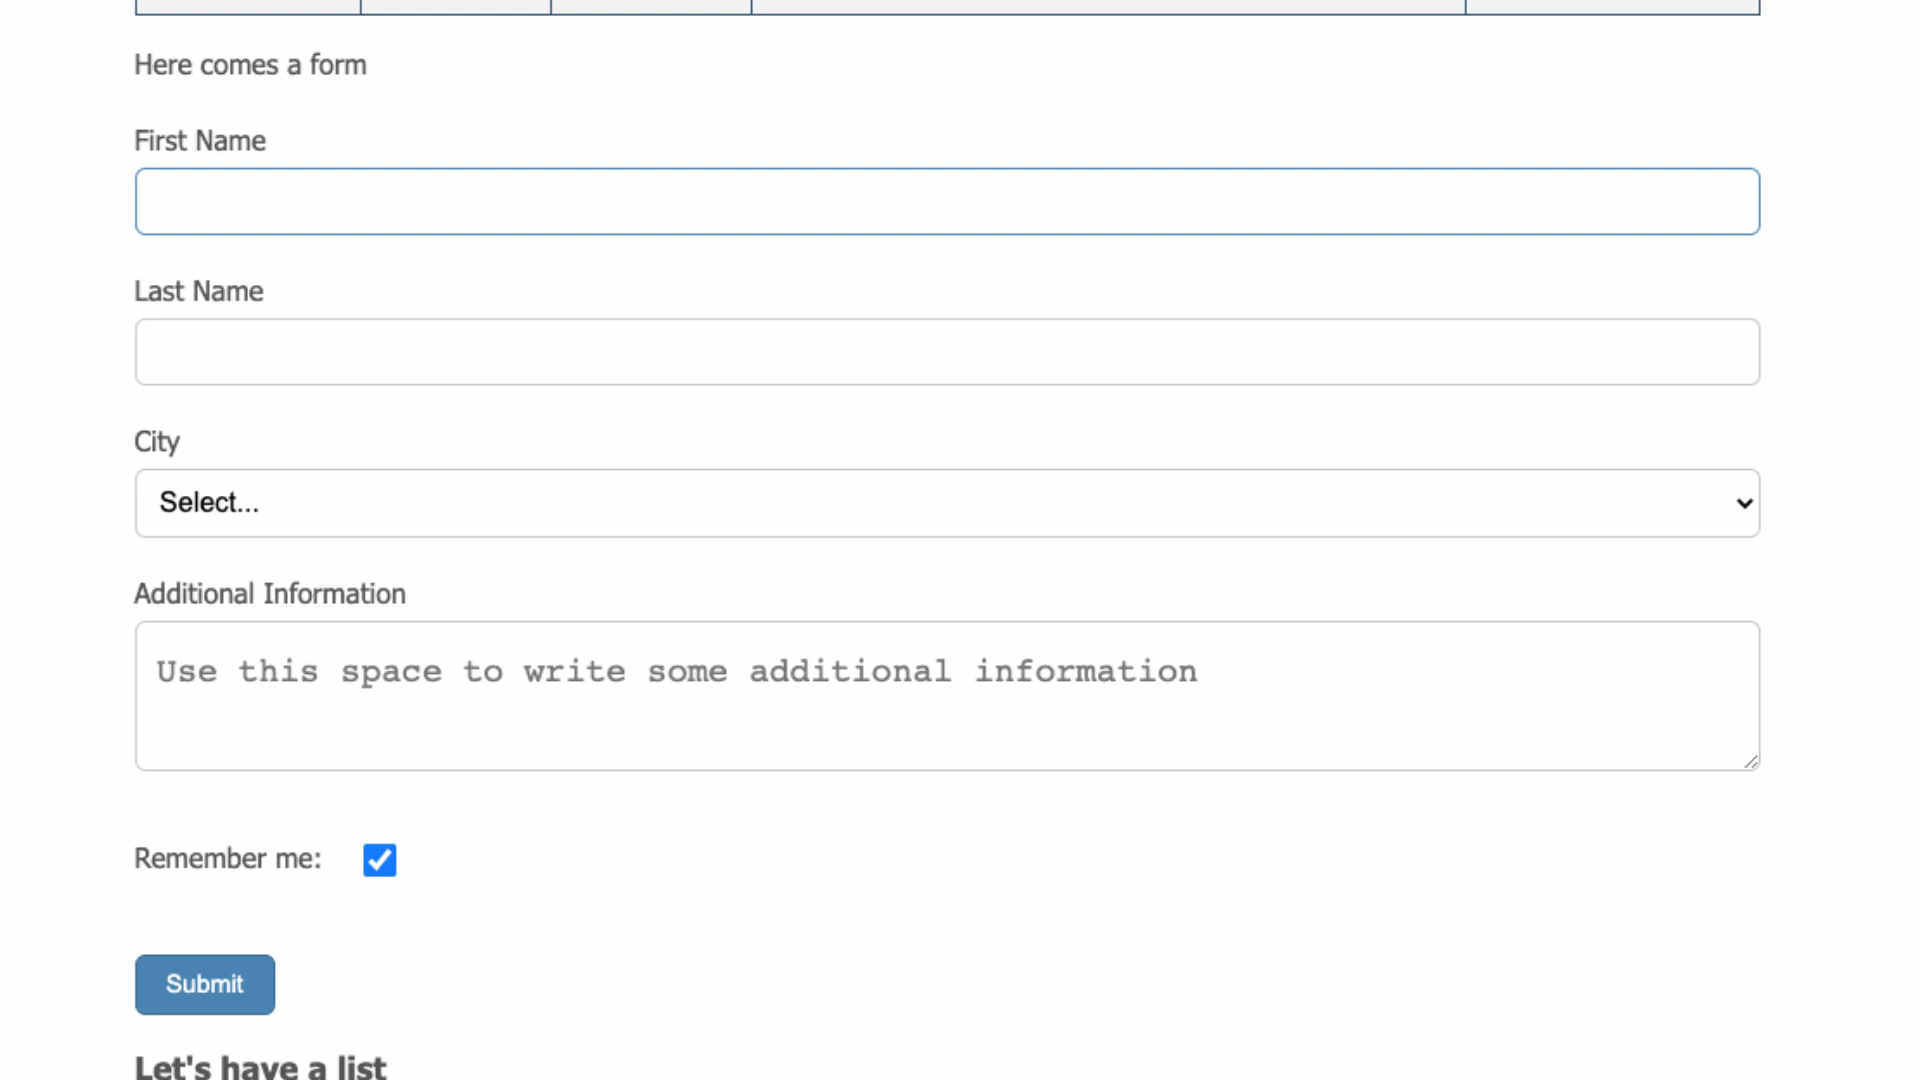 Here comes a form
First Name
Last Name
City
Select...
Additional Information
Use this space to write some additional information
Remember me:
Submit
Let's have a list